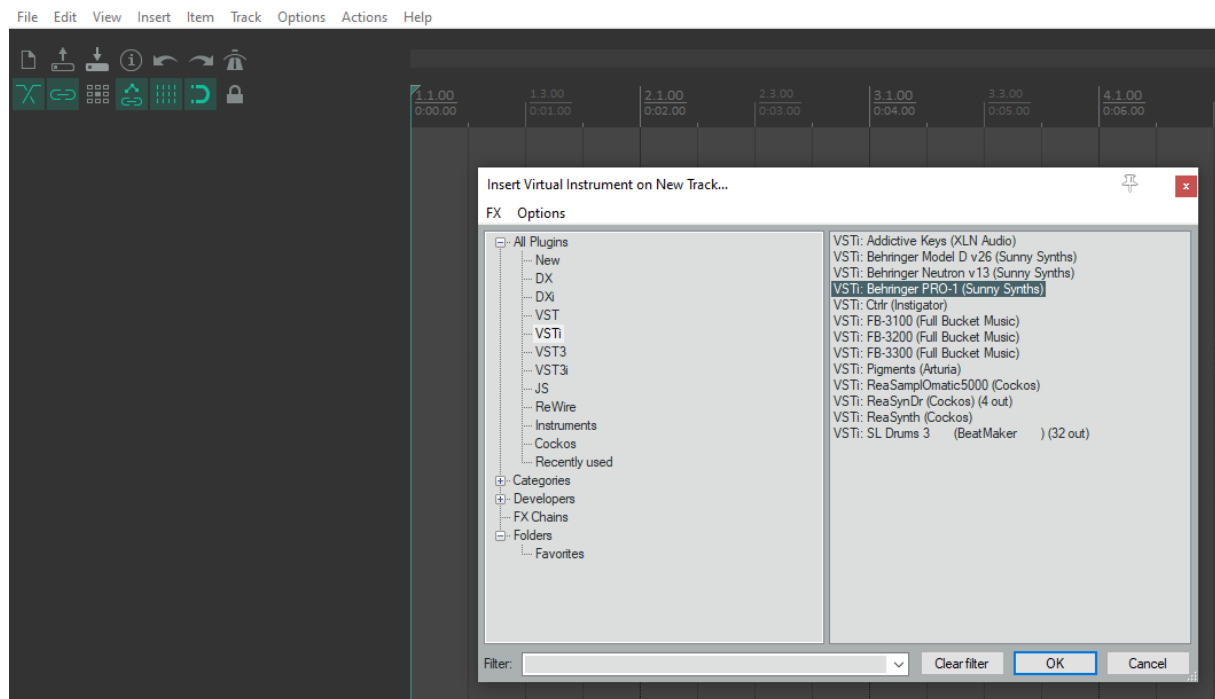 File Edit View Insert Item Track Options Actions Help
1.1.00 1.3.00 2.1.00 2.3.00 3.1.00 3.3.00 4.1.00
0:00.00 0:01.00 0:02.00 0:03.00 0:04.00 0:05.00 0:06.00
Insert Virtual Instrument on New Track...
FX Options
All Plugins
New
DX
DXi
VST
VSTi
VST3
VST3i
JS
ReWire
Instruments
Cockos
Recently used
Categories
Developers
FX Chains
Folders
Favorites
VSTi: Addictive Keys (XLN Audio)
VSTi: Behringer Model D v26 (Sunny Synths)
VSTi: Behringer Neutron v13 (Sunny Synths)
VSTi: Behringer PRO-1 (Sunny Synths)
VSTi: Ctrlr (Instigator)
VSTi: FB-3100 (Full Bucket Music)
VSTi: FB-3200 (Full Bucket Music)
VSTi: FB-3300 (Full Bucket Music)
VSTi: Pigments (Arturia)
VSTi: ReaSamplOmatic5000 (Cockos)
VSTi: ReaSynDr (Cockos) (4 out)
VSTi: ReaSynth (Cockos)
VSTi: SL Drums 3 (BeatMaker ) (32 out)
Filter: Clear filter OK Cancel